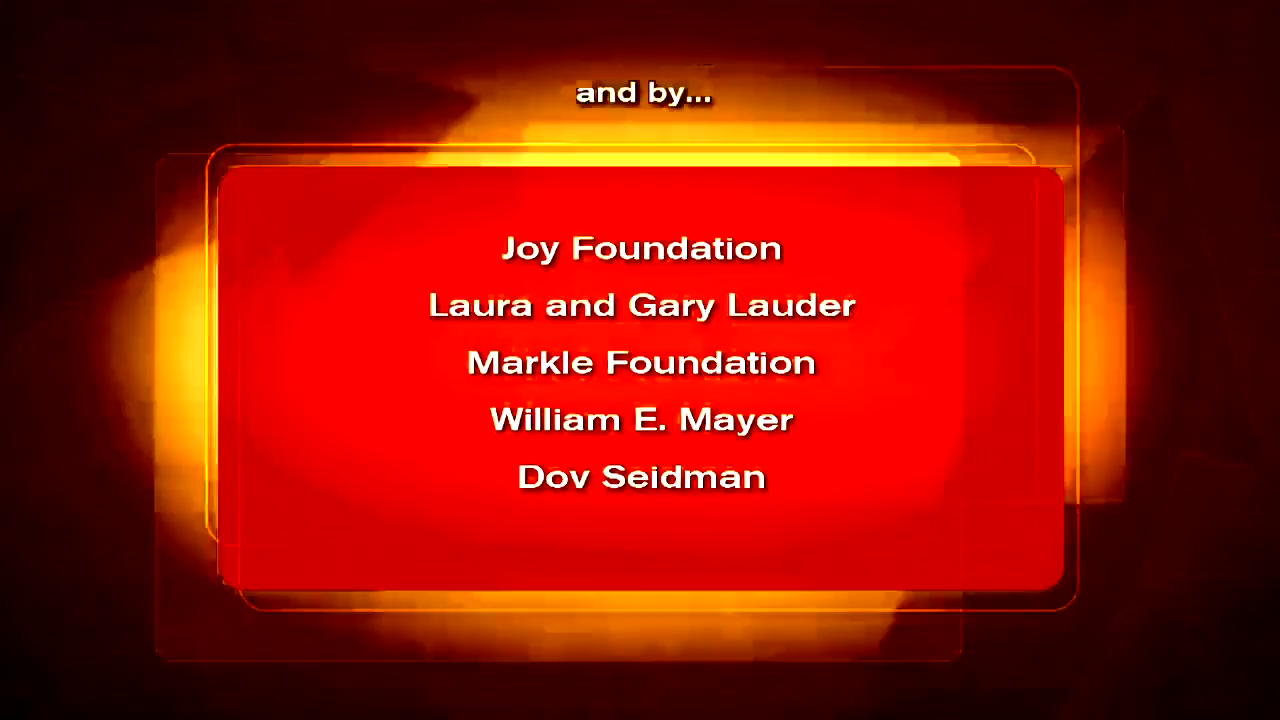 and by...
Joy Foundation
Laura and Gary Lauder
Markle Foundation
William E. Mayer
Dov Seidman